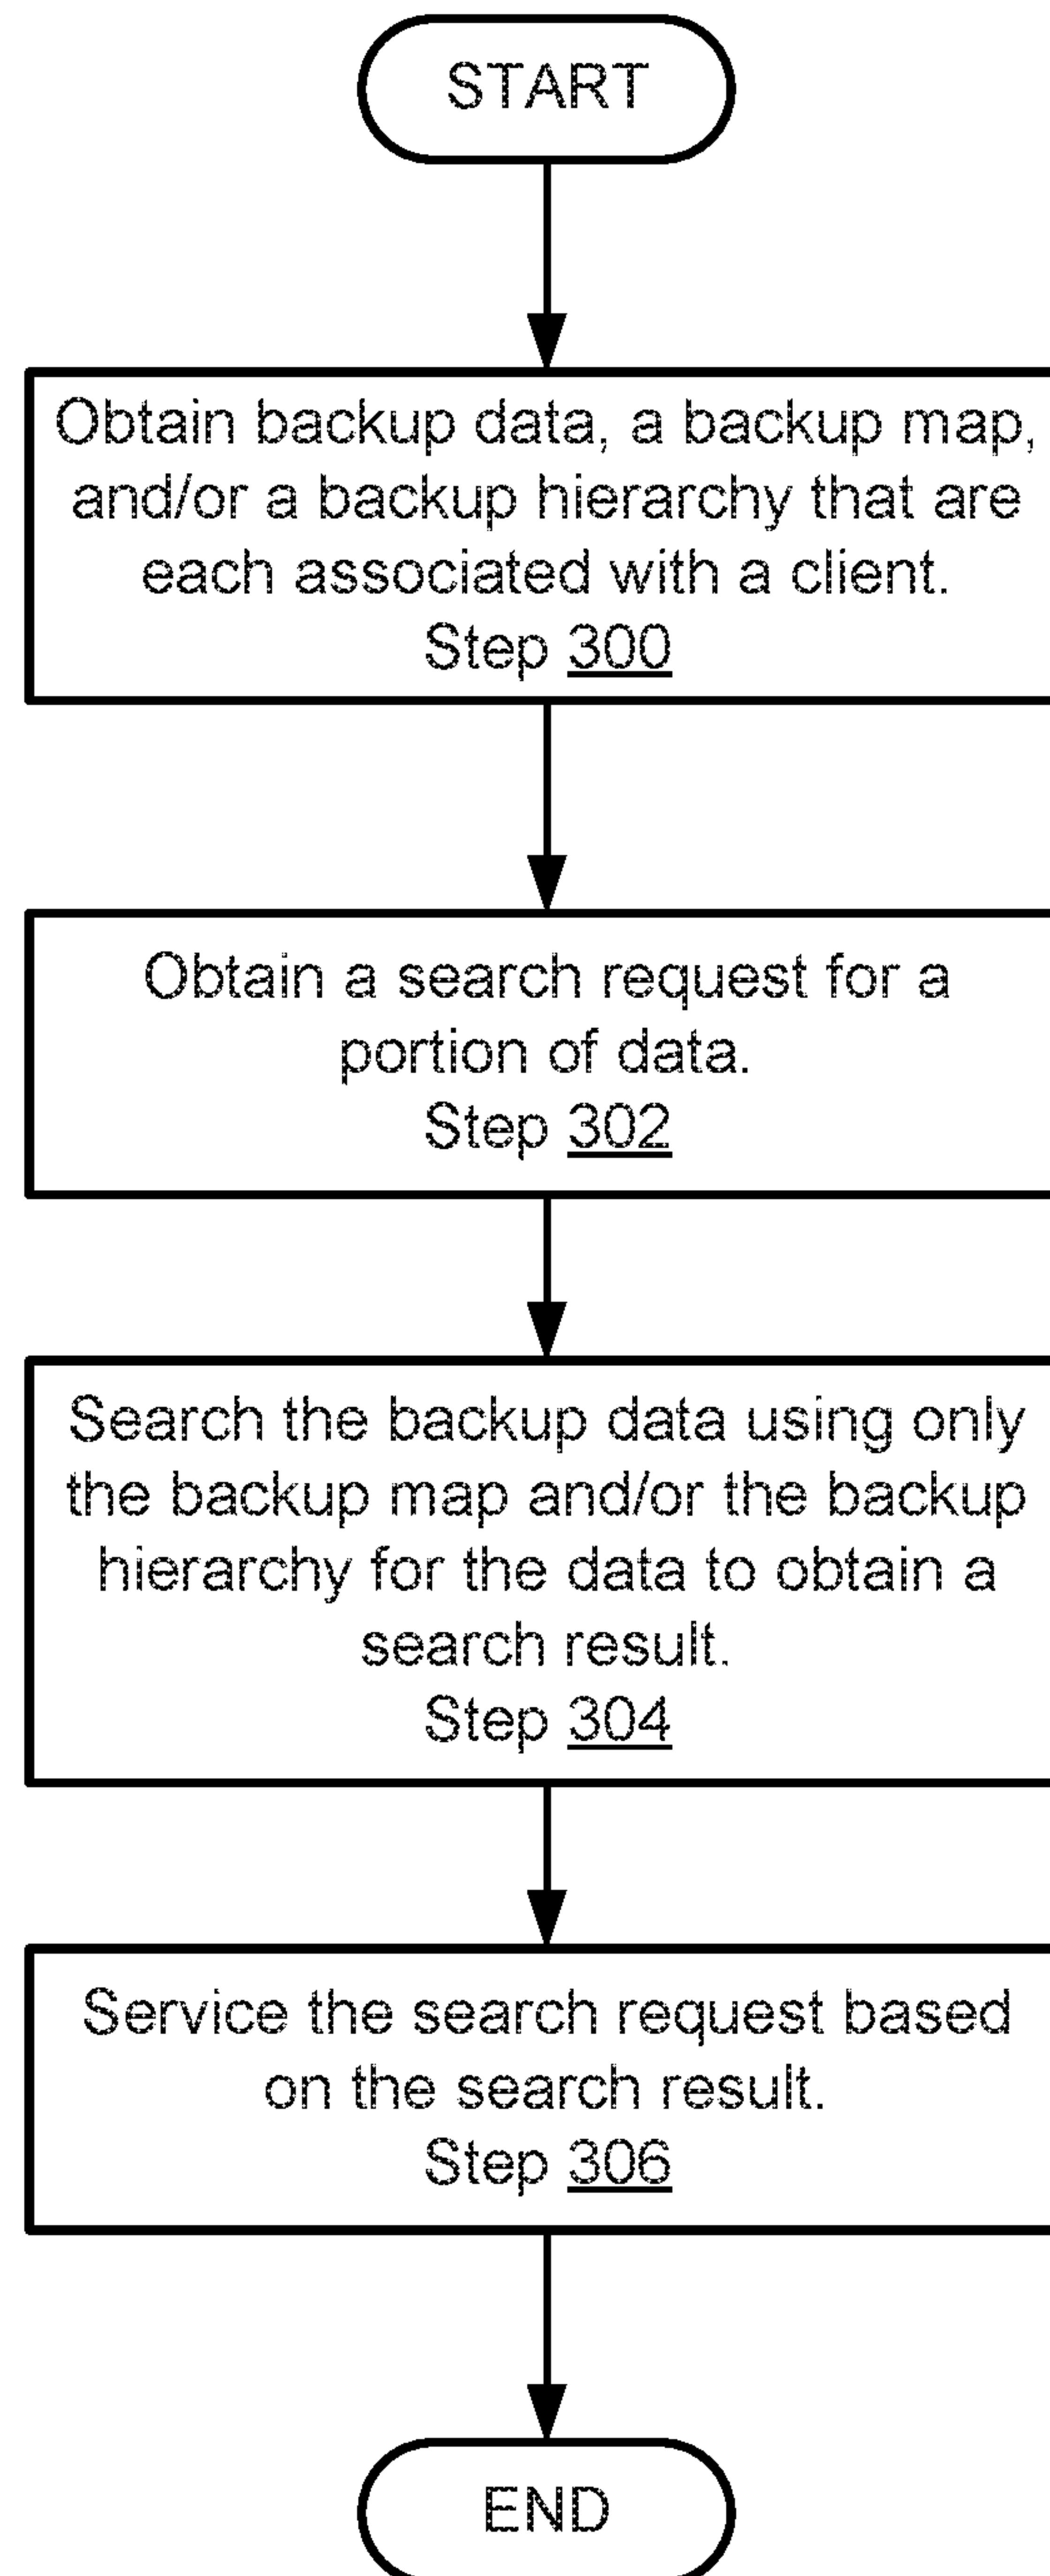 START
Obtain backup data, a backup map,
and/or a backup hierarchy that are
each associated with a client.
Step 300
Obtain a search request for a
portion of data.
Step 302
Search the backup data using only
the backup map and/or the backup
hierarchy for the data to obtain a
search result.
Step 304
Service the search request based
on the search result.
Step 306
END